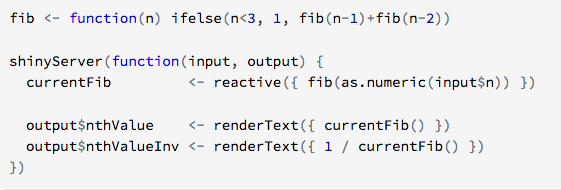 fib <- function(n) ifelse(n<3, 1, fib(n-1)+fib(n-2))
shinyServer(function(input, output) {
  currentFib         <- reactive({ fib(as.numeric(input$n)) })
  output$nthValue    <- renderText({ currentFib() })
  output$nthValueInv <- renderText({ 1 / currentFib() })
})